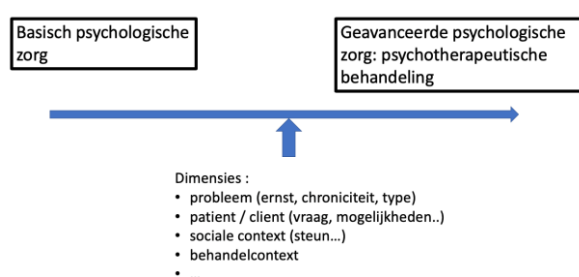 Basisch psychologische
zorg
Geavanceerde psychologische
zorg: psychotherapeutische
behandeling
Dimensies :
• probleem (ernst, chroniciteit, type)
• patient / client (vraag, mogelijkheden..)
• sociale context (steun...)
• behandelcontext
• ...